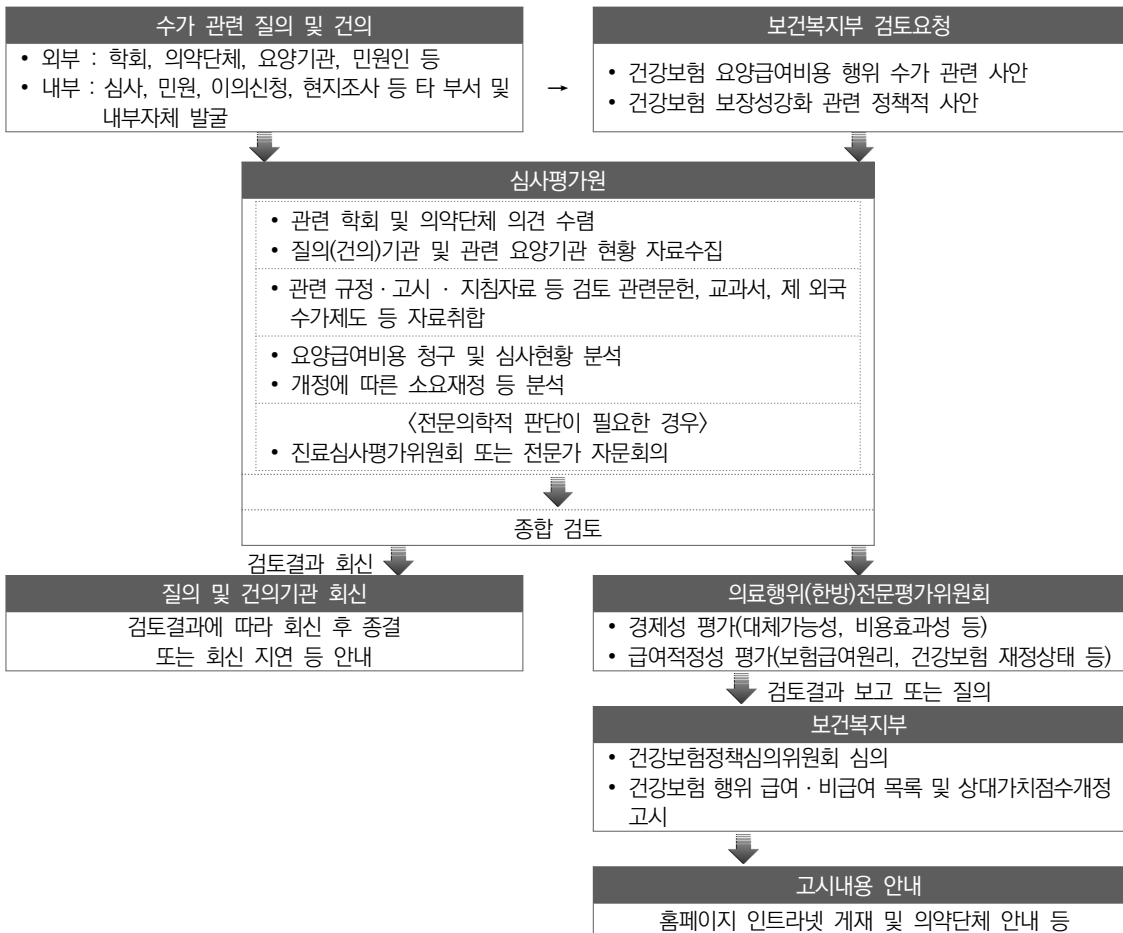 수가 관련 질의 및 건의
• 외부 : 학회, 의약단체, 요양기관, 민원인 등
• 내부 : 심사, 민원, 이의신청, 현지조사 등 타 부서 및
내부자체 발굴
→
보건복지부 검토요청
• 건강보험 요양급여비용 행위 수가 관련 사안
• 건강보험 보장성강화 관련 정책적 사안
심사평가원
• 관련 학회 및 의약단체 의견 수렴
• 질의(건의)기관 및 관련 요양기관 현황 자료수집
• 관련 규정 · 고시 · 지침자료 등 검토 관련문헌, 교과서, 제 외국
수가제도 등 자료취합
• 요양급여비용 청구 및 심사현황 분석
• 개정에 따른 소요재정 등 분석
〈전문의학적 판단이 필요한 경우〉
• 진료심사평가위원회 또는 전문가 자문회의
종합 검토
검토결과 회신
질의 및 건의기관 회신
검토결과에 따라 회신 후 종결
또는 회신 지연 등 안내
의료행위(한방)전문평가위원회
• 경제성 평가(대체가능성, 비용효과성 등)
• 급여적정성 평가(보험급여원리, 건강보험 재정상태 등)
검토결과 보고 또는 질의
보건복지부
• 건강보험정책심의위원회 심의
• 건강보험 행위 급여 · 비급여 목록 및 상대가치점수개정
고시
고시내용 안내
홈페이지 인트라넷 게재 및 의약단체 안내 등